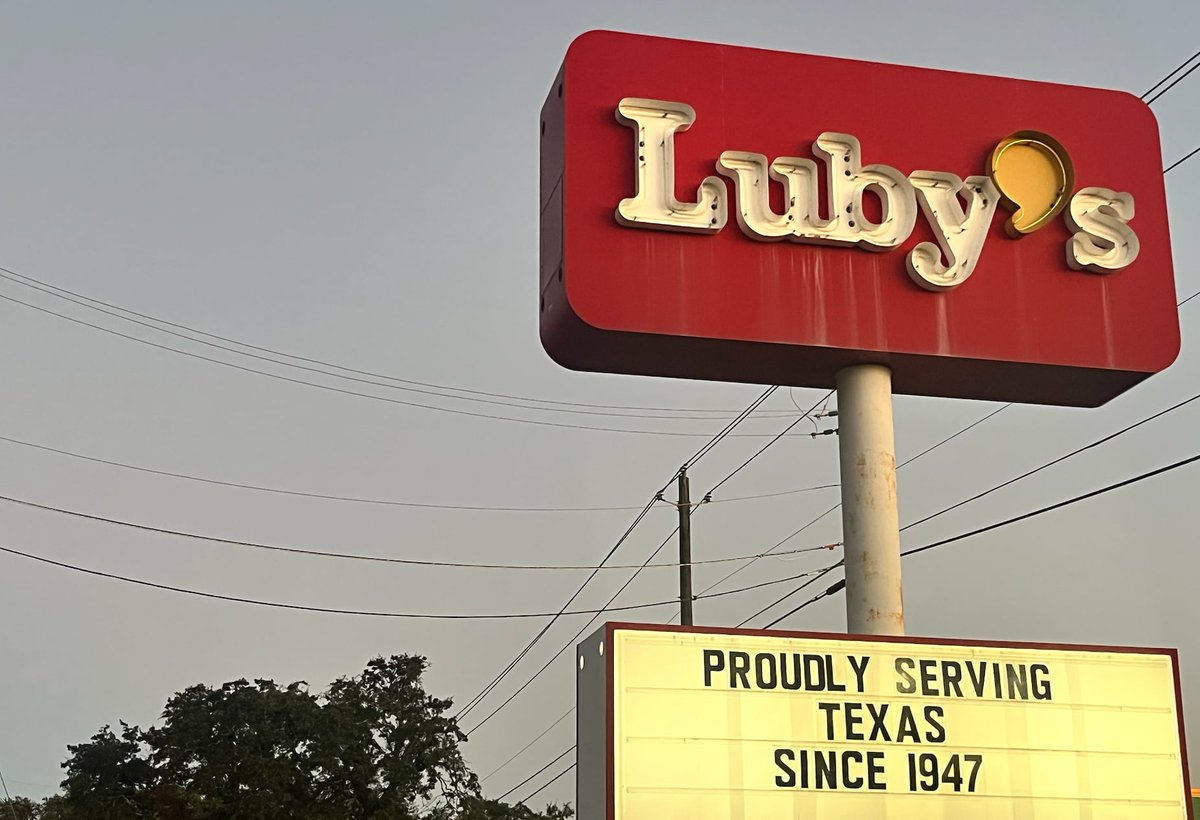 Luby's
PROUDLY SERVING
TEXAS
SINCE 1947